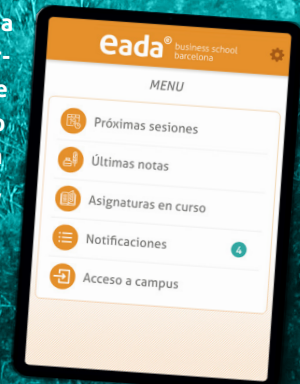 eada® business school
barcelona
MENU
Próximas sesiones
Últimas notas
Asignaturas en curso
Notificaciones 4
Acceso a campus